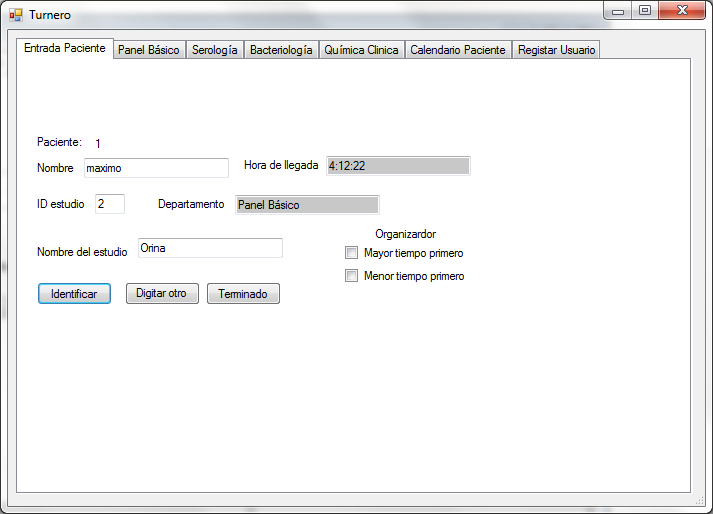 Turnero
Entrada Paciente Panel Básico Serología Bacteriología Química Clinica Calendario Paciente Registar Usuario
Paciente: 1
Nombre maximo Hora de llegada 4:12:22
ID estudio 2 Departamento Panel Básico
Organizardor
Nombre del estudio Orina Mayor tiempo primero
Menor tiempo primero
Identificar Digitar otro Terminado